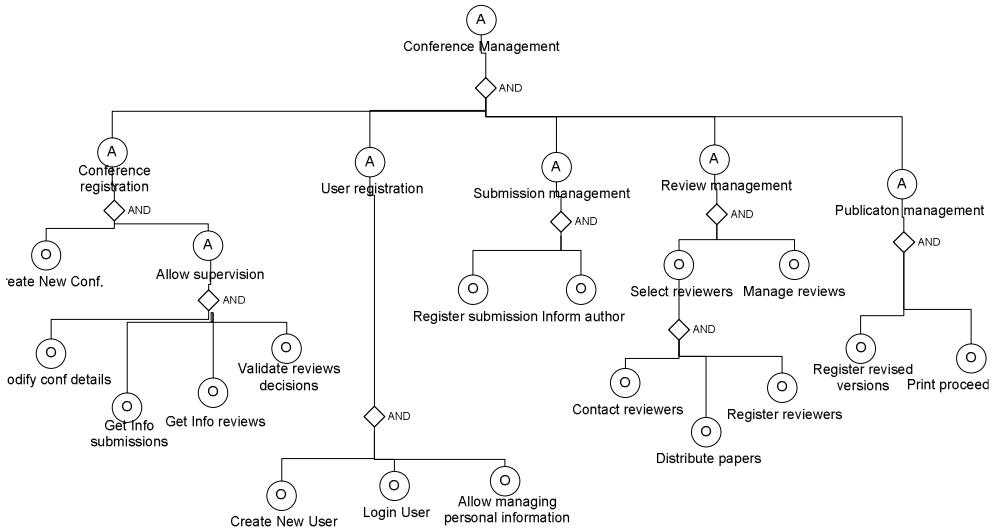 A
Conference Management
AND
A
Conference
registration
AND
A
User registration
A
Submission management
AND
A
Review management
AND
A
Publicaton management
AND
O
reate New Conf.
A
Allow supervision
AND
O
Register submission
O
Inform author
O
Select reviewers
AND
O
Manage reviews
O
odify conf details
O
Get Info
submissions
O
Get Info reviews
O
Validate reviews
decisions
O
Contact reviewers
O
Distribute papers
O
Register reviewers
O
Register revised
versions
O
Print proceed
AND
O
Create New User
O
Login User
O
Allow managing
personal information